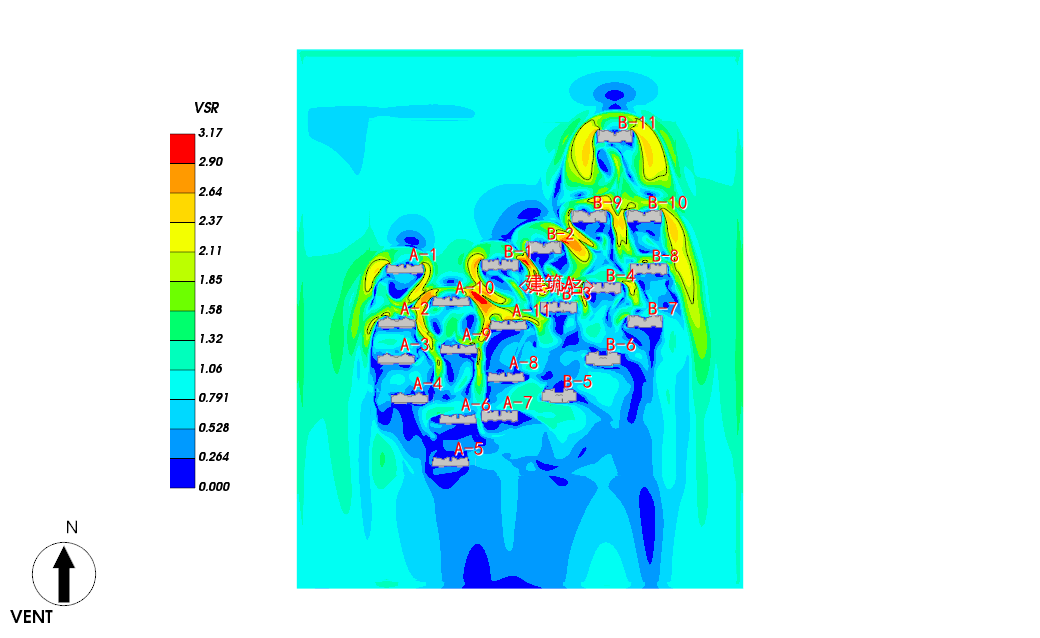 VSR
3.17
2.90
2.64
2.37
2.11
1.85
1.58
1.32
1.06
0.791
0.528
0.264
0.000
B-11
B-9
B-10
B-2
A-1
B-1
B-8
B-4
A-10
A-2
A-11
B-7
A-9
A-3
B-6
A-8
A-4
B-5
A-6
A-7
A-5
N
VENT